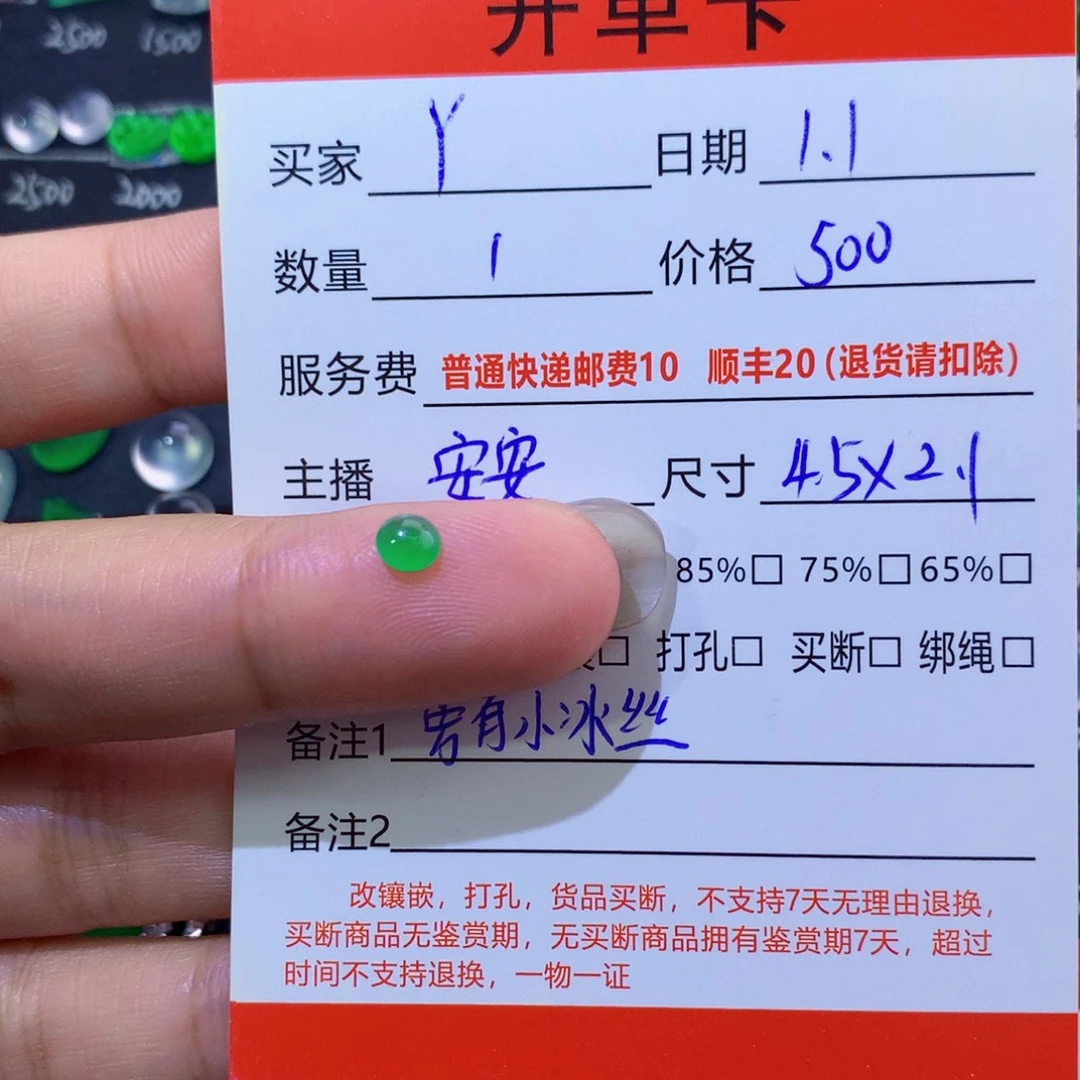 开单卡
2500 1500
2500 2000
买家 Y 日期 1.1
数量 1 价格 500
服务费 普通快递邮费10 顺丰20(退货请扣除)
主播 安安 尺寸 4.5X2.1
85%□ 75%□ 65%□
□ 打孔□ 买断□ 绑绳□
备注1 有小冰丝
备注2
改镶嵌，打孔，货品买断，不支持7天无理由退换，
买断商品无鉴赏期，无买断商品拥有鉴赏期7天，超过
时间不支持退换，一物一证